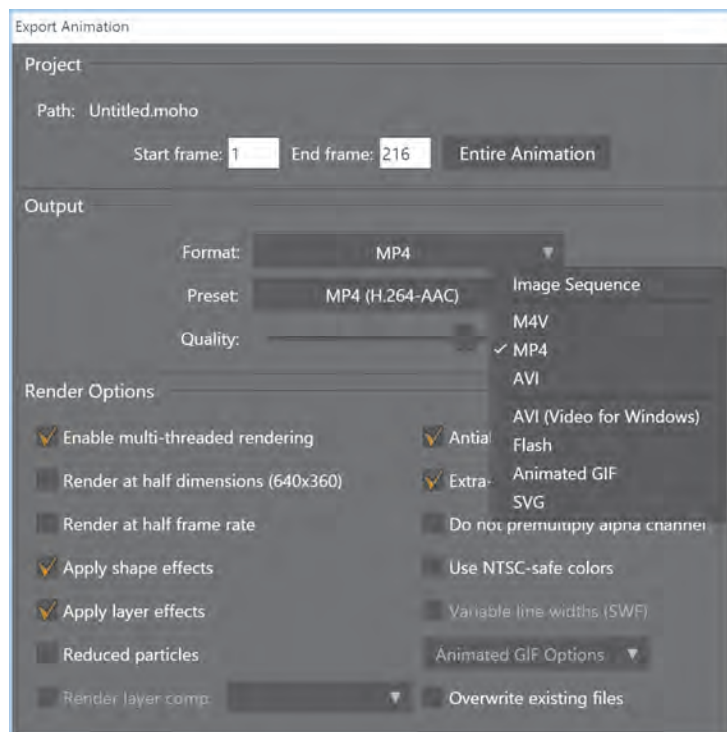 Export Animation
Project
Path: Untitled.moho
Start frame: 1 End frame: 216 Entire Animation
Output
Format: MP4
Preset: MP4 (H.264-AAC)
Quality:
Image Sequence
M4V
MP4
AVI
AVI (Video for Windows)
Flash
Animated GIF
SVG
Render Options
Enable multi-threaded rendering
Render at half dimensions (640x360)
Extra-
Render at half frame rate
Do not premultiply alpha channel
Apply shape effects
Use NTSC-safe colors
Apply layer effects
Variable line widths (SWF)
Reduced particles
Animated GIF Options
Render layer comp:
Overwrite existing files